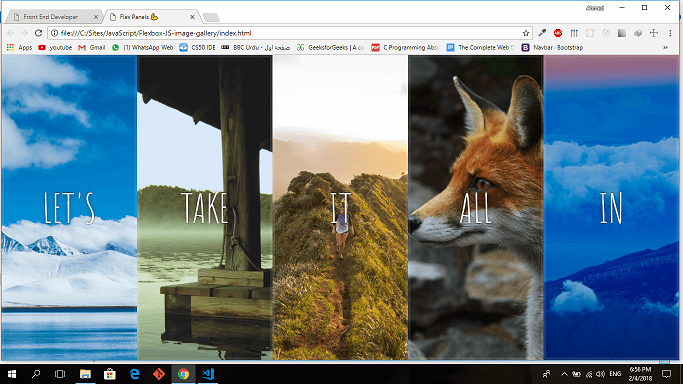 Front End Developer
Flex Panels 💪
Ahmed
file:///C:/Sites/JavaScript/Flexbox-JS-image-gallery/index.html
Apps youtube Gmail (1) WhatsApp Web CS50 IDE BBC Urdu - صفحۂ اول GeeksforGeeks | A co C Programming Abso The Complete Web D Navbar · Bootstrap
LET'S TAKE IT ALL IN
ENG
6:56 PM
2/4/2018